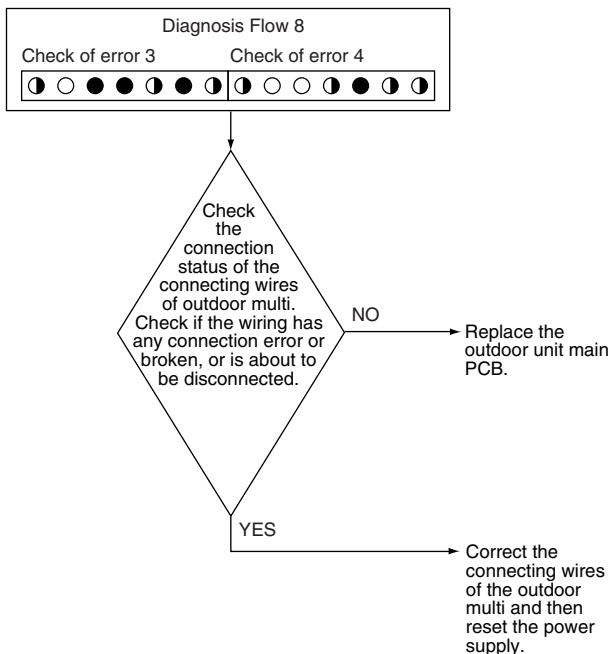 Diagnosis Flow 8
Check of error 3
Check of error 4
Check
the
connection
status of the
connecting wires
of outdoor multi.
Check if the wiring has
any connection error or
broken, or is about to
be disconnected.
NO
Replace the
outdoor unit main
PCB.
YES
Correct the
connecting wires
of the outdoor
multi and then
reset the power
supply.